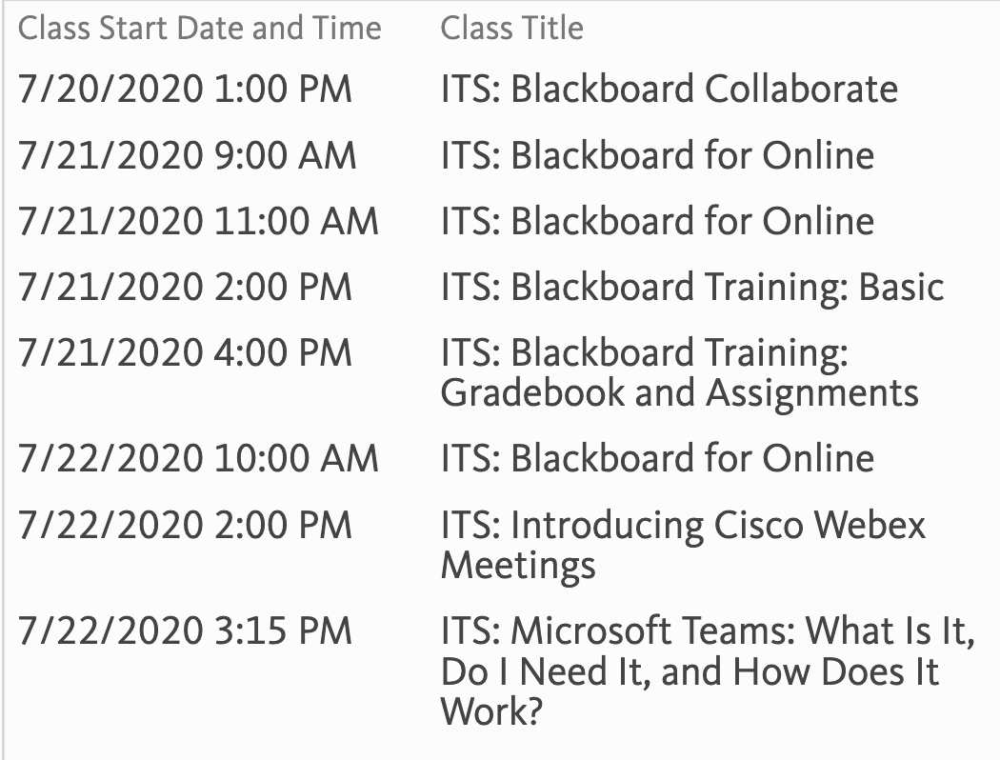 Class Start Date and Time Class Title
7/20/2020 1:00 PM ITS: Blackboard Collaborate
7/21/2020 9:00 AM ITS: Blackboard for Online
7/21/2020 11:00 AM ITS: Blackboard for Online
7/21/2020 2:00 PM ITS: Blackboard Training: Basic
7/21/2020 4:00 PM ITS: Blackboard Training:
Gradebook and Assignments
7/22/2020 10:00 AM ITS: Blackboard for Online
7/22/2020 2:00 PM ITS: Introducing Cisco Webex
Meetings
7/22/2020 3:15 PM ITS: Microsoft Teams: What Is It,
Do I Need It, and How Does It
Work?